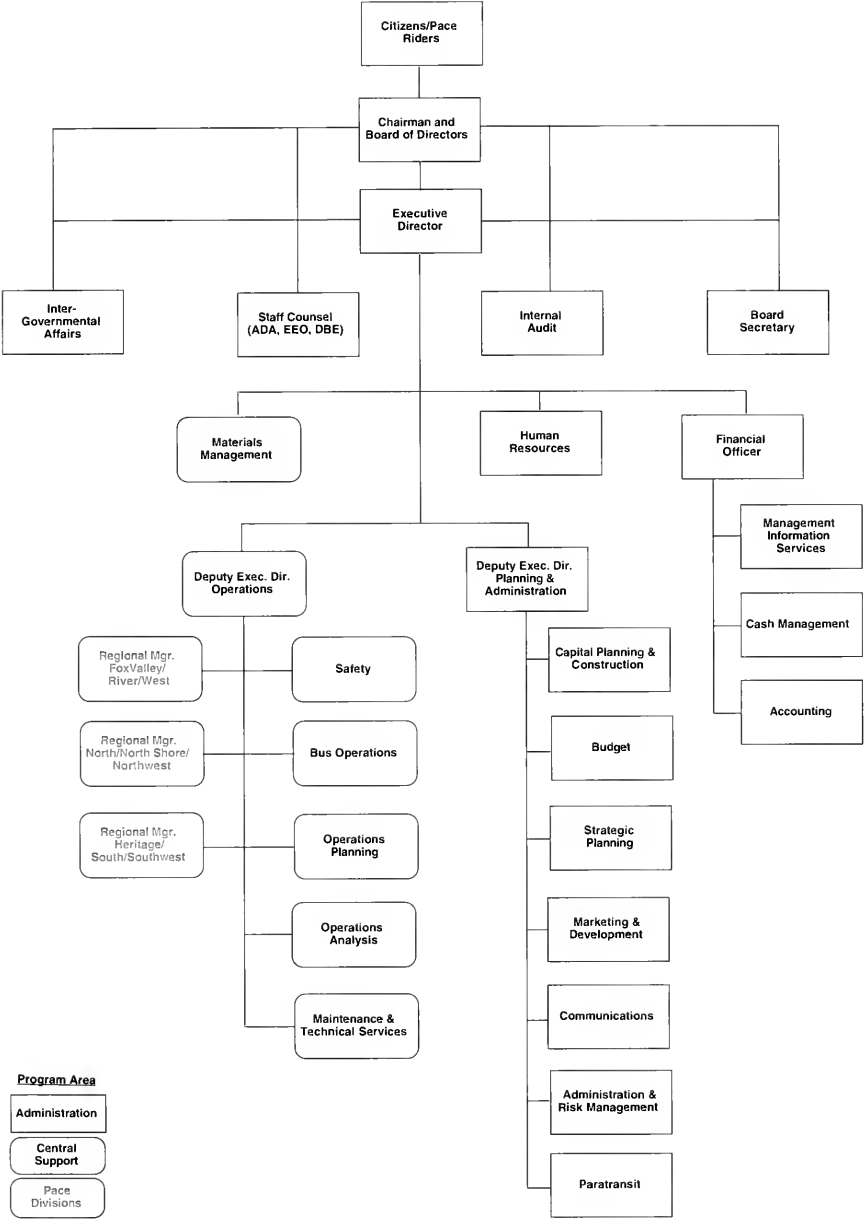 Citizens/Pace
Riders
Chairman and
Board of Directors
Executive
Director
Inter-
Governmental
Affairs
Staff Counsel
(ADA, EEO, DBE)
Internal
Audit
Board
Secretary
Materials
Management
Human
Resources
Financial
Officer
Management
Information
Services
Cash Management
Accounting
Deputy Exec. Dir.
Operations
Deputy Exec. Dir.
Planning &
Administration
Regional Mgr.
FoxValley/
River/West
Safety
Regional Mgr.
North/North Shore/
Northwest
Bus Operations
Regional Mgr.
Heritage/
South/Southwest
Operations
Planning
Operations
Analysis
Maintenance &
Technical Services
Capital Planning &
Construction
Budget
Strategic
Planning
Marketing &
Development
Communications
Administration &
Risk Management
Paratransit
Program Area
Administration
Central
Support
Pace
Divisions